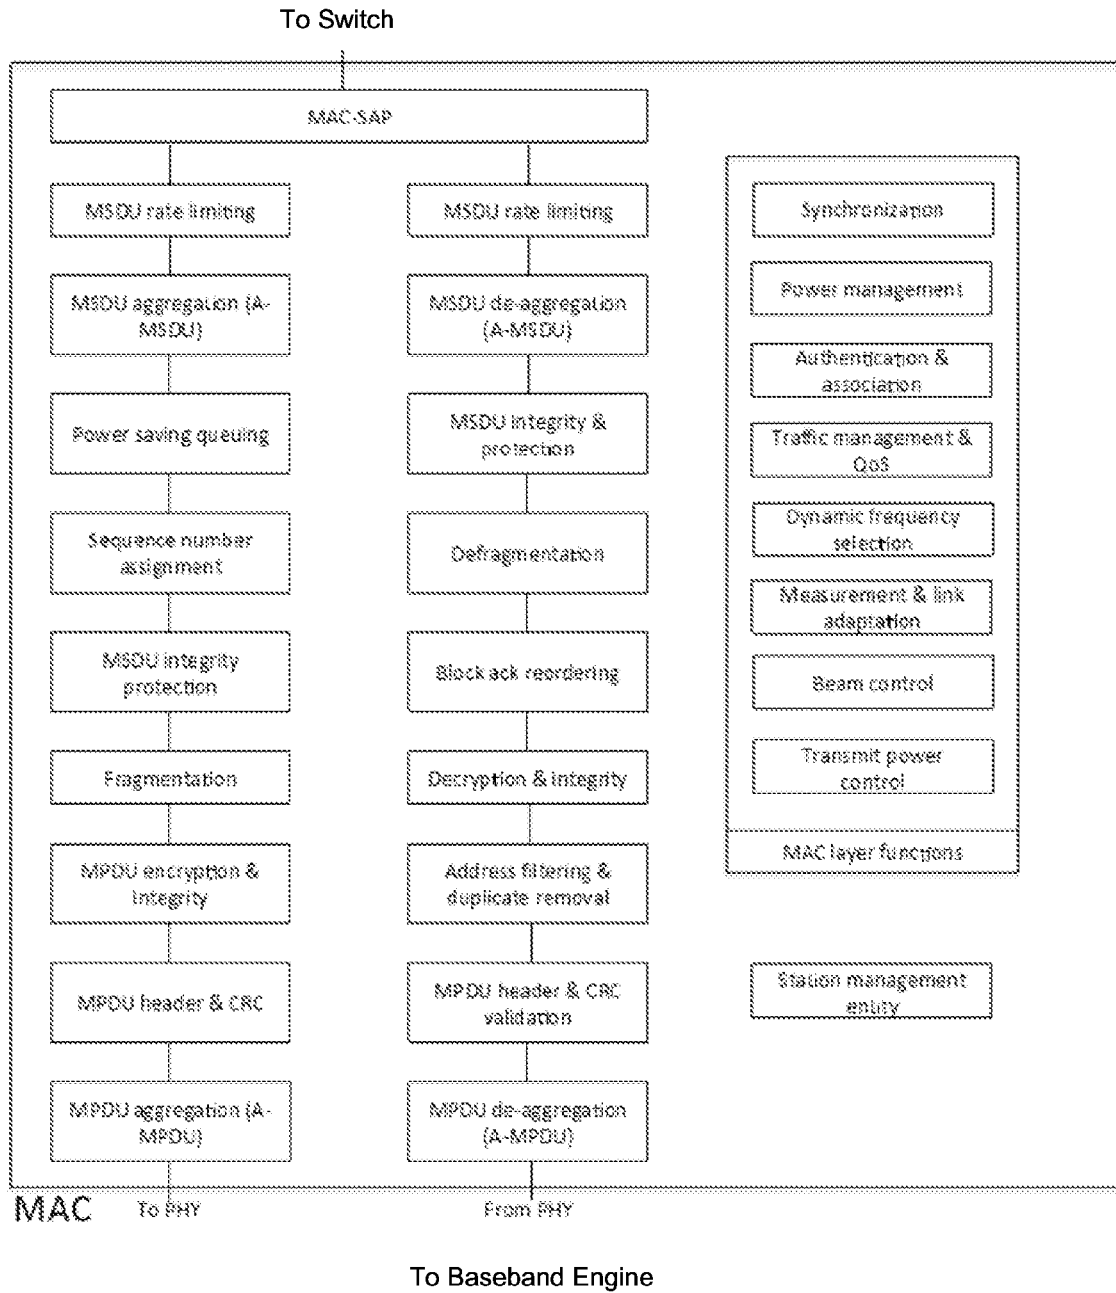 To Switch
MAC-SAP
MSDU rate limiting
MSDU aggregation (A-
MSDU)
Power saving queuing
Sequence number
assignment
MSDU integrity
protection
Fragmentation
MPDU encryption &
Integrity
MPDU header & CRC
MPDU aggregation (A-
MPDU)
To PHY
MSDU rate limiting
MSDU de-aggregation
(A-MSDU)
MSDU integrity &
protection
Defragmentation
Block ack reordering
Decryption & integrity
Address filtering &
duplicate removal
MPDU header & CRC
validation
MPDU de-aggregation
(A-MPDU)
From PHY
Synchronization
Power management
Authentication &
association
Traffic management &
QoS
Dynamic frequency
selection
Measurement & link
adaptation
Beam control
Transmit power
control
MAC layer functions
Station management
entity
MAC
To Baseband Engine